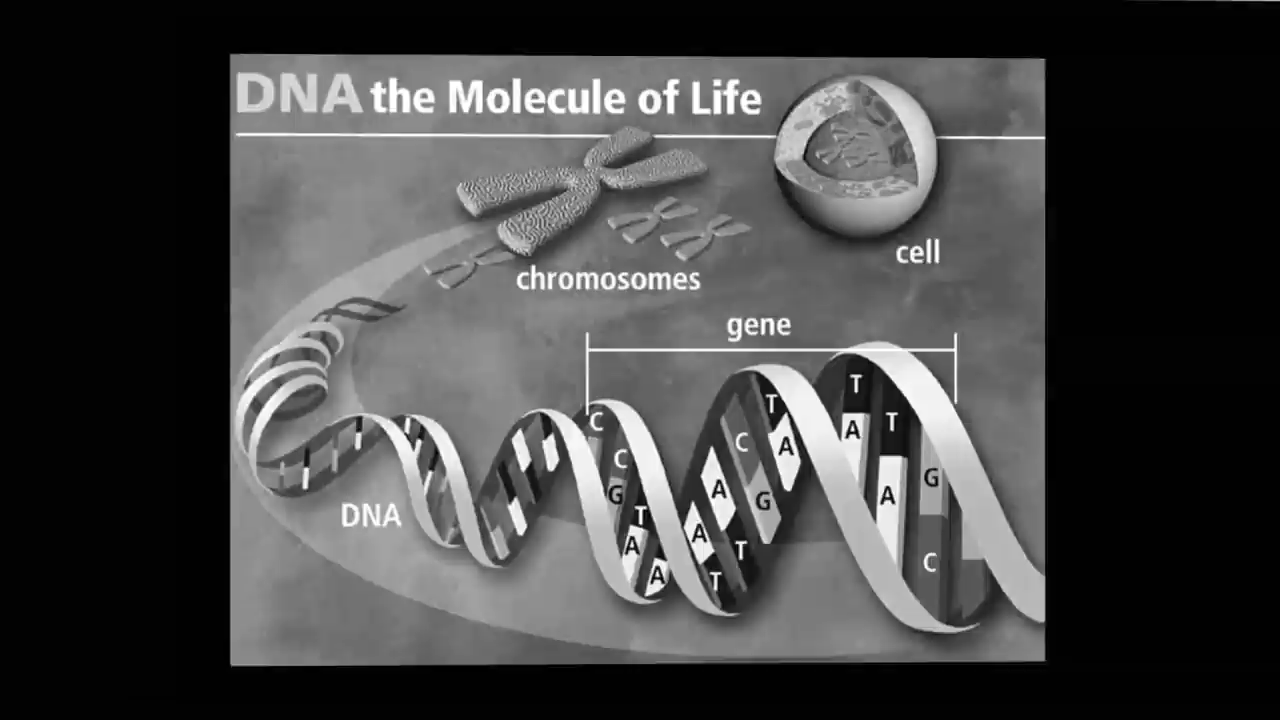 DNA the Molecule of Life
cell
chromosomes
gene
DNA
C
C
G
T
A
A
A
T
A
T
C
G
T
A
T
A
T
A
G
C